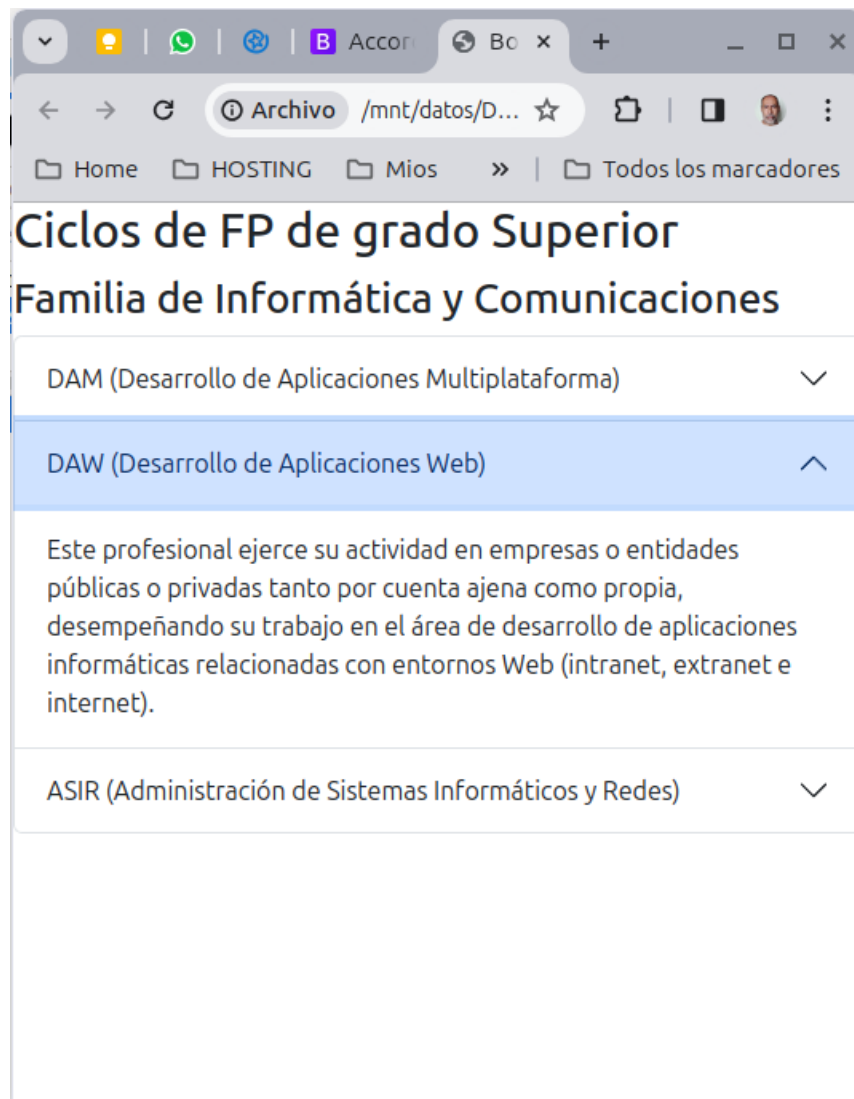 B Accor
Bo
Archivo /mnt/datos/D...
Home HOSTING Mios » Todos los marcadores
Ciclos de FP de grado Superior
Familia de Informática y Comunicaciones
DAM (Desarrollo de Aplicaciones Multiplataforma)
DAW (Desarrollo de Aplicaciones Web)
Este profesional ejerce su actividad en empresas o entidades
públicas o privadas tanto por cuenta ajena como propia,
desempeñando su trabajo en el área de desarrollo de aplicaciones
informáticas relacionadas con entornos Web (intranet, extranet e
internet).
ASIR (Administración de Sistemas Informáticos y Redes)